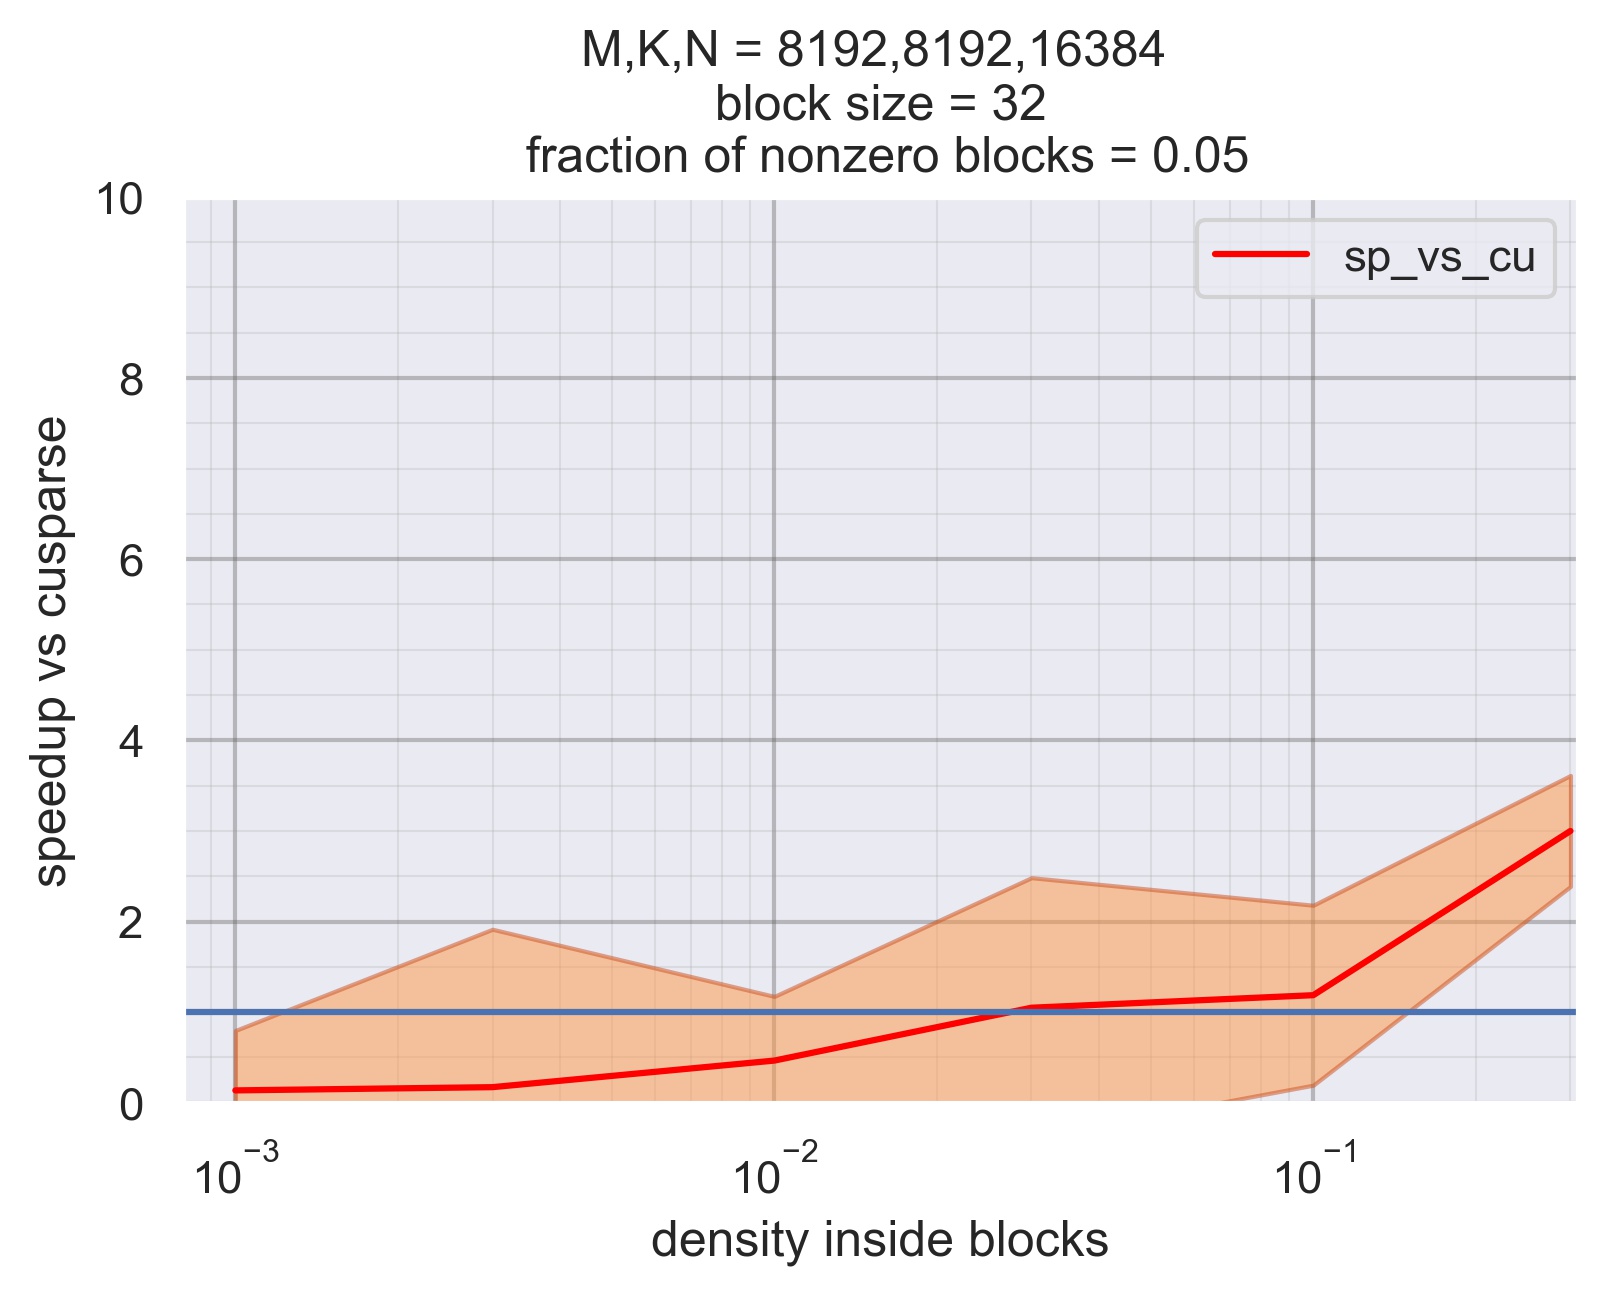 M,K,N = 8192,8192,16384
block size = 32
fraction of nonzero blocks = 0.05
10
8
6
4
2
0
speedup vs cusparse
sp_vs_cu
10⁻³
10⁻²
10⁻¹
density inside blocks